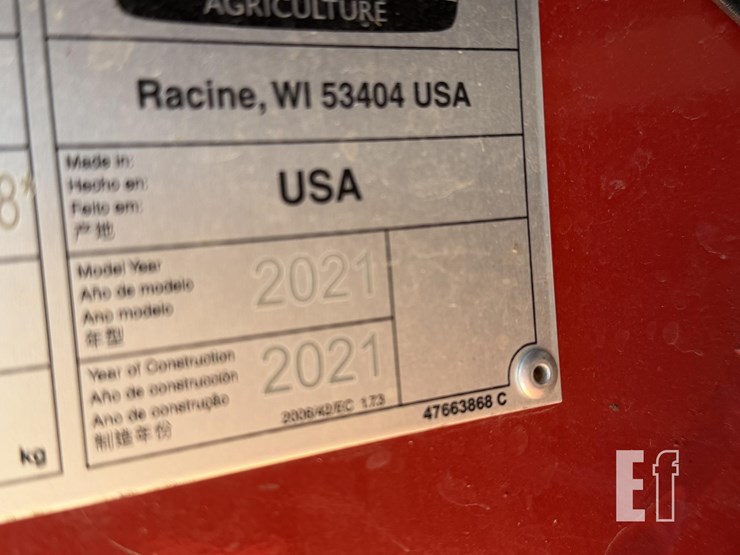 AGRICULTURE
Racine, WI 53404 USA
Made in:
Hecho en:
Feito em:
产地
USA
8*
Model Year
Año de modelo
Ano modelo
年型
2021
Year of Construction
Año de construcción
Ano de construção
制造年份
2021
2006/42/EC 1.7.3
47663868 C
kg
Ef